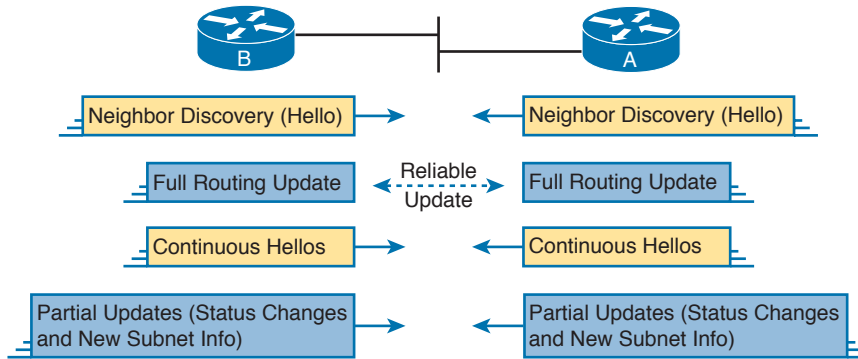 B
A
Neighbor Discovery (Hello)
Neighbor Discovery (Hello)
Full Routing Update
Reliable
Update
Full Routing Update
Continuous Hellos
Continuous Hellos
Partial Updates (Status Changes
and New Subnet Info)
Partial Updates (Status Changes
and New Subnet Info)